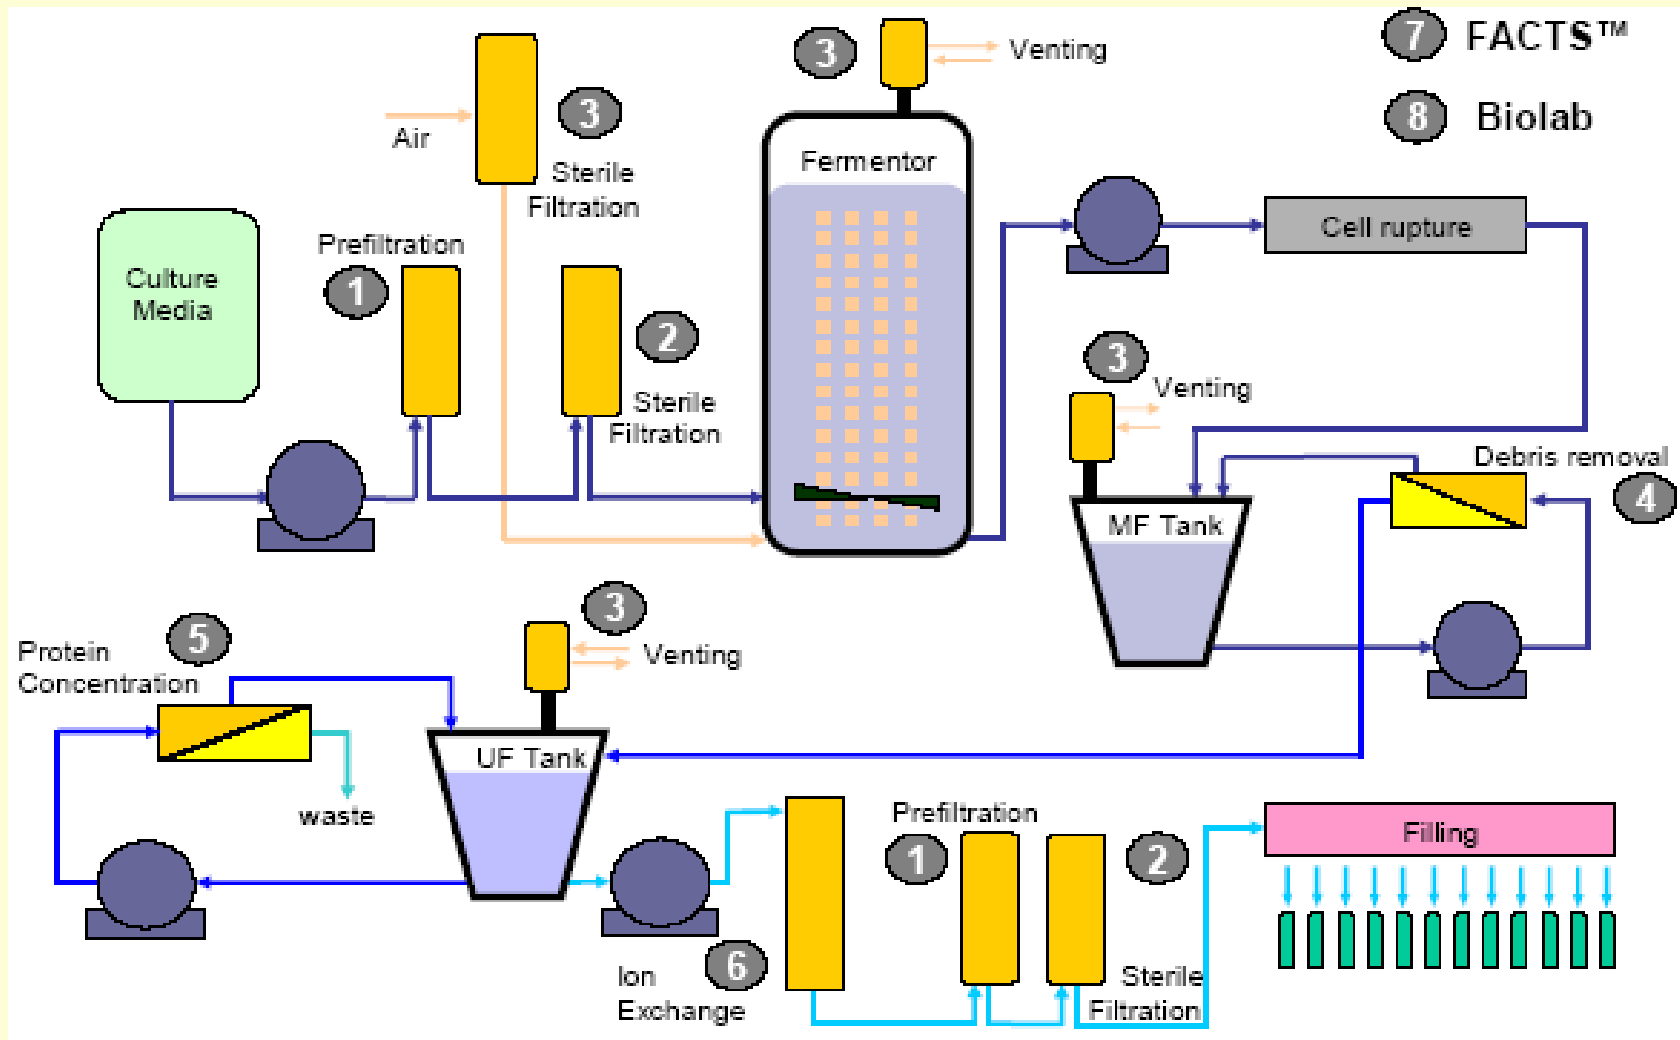 3
Venting
7 FACTS™
8 Biolab
Air
3
Sterile
Filtration
Fermentor
Cell rupture
Prefiltration
1
Culture
Media
2
Sterile
Filtration
3
Venting
Debris removal
4
MF Tank
3
Venting
5
Protein
Concentration
UF Tank
waste
Prefiltration
1
2
Filling
6
Ion
Exchange
Sterile
Filtration